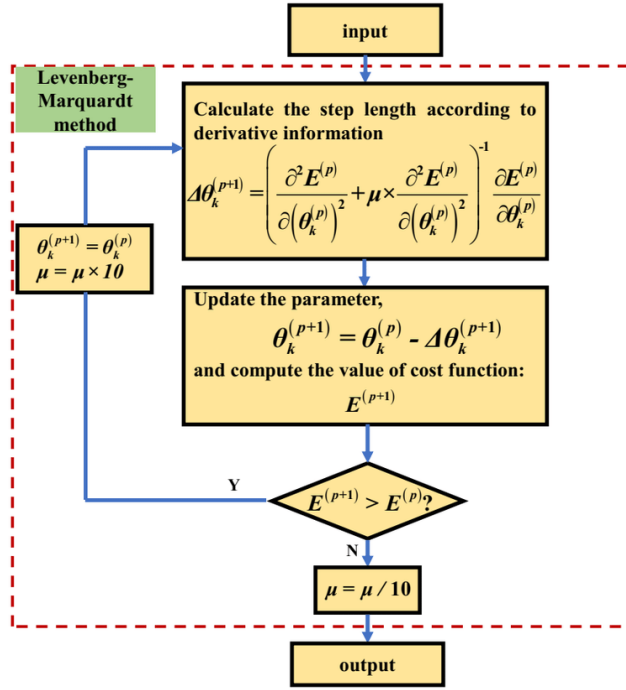 input
Levenberg-
Marquardt
method
Calculate the step length according to
derivative information
Δθ_k^(p+1) = (∂²E^(p) / ∂(θ_k^(p))² + μ × ∂²E^(p) / ∂(θ_k^(p))²)^-1 ∂E^(p) / ∂θ_k^(p)
θ_k^(p+1) = θ_k^(p)
μ = μ × 10
Update the parameter,
θ_k^(p+1) = θ_k^(p) - Δθ_k^(p+1)
and compute the value of cost function:
E^(p+1)
Y
E^(p+1) > E^(p)?
N
μ = μ / 10
output